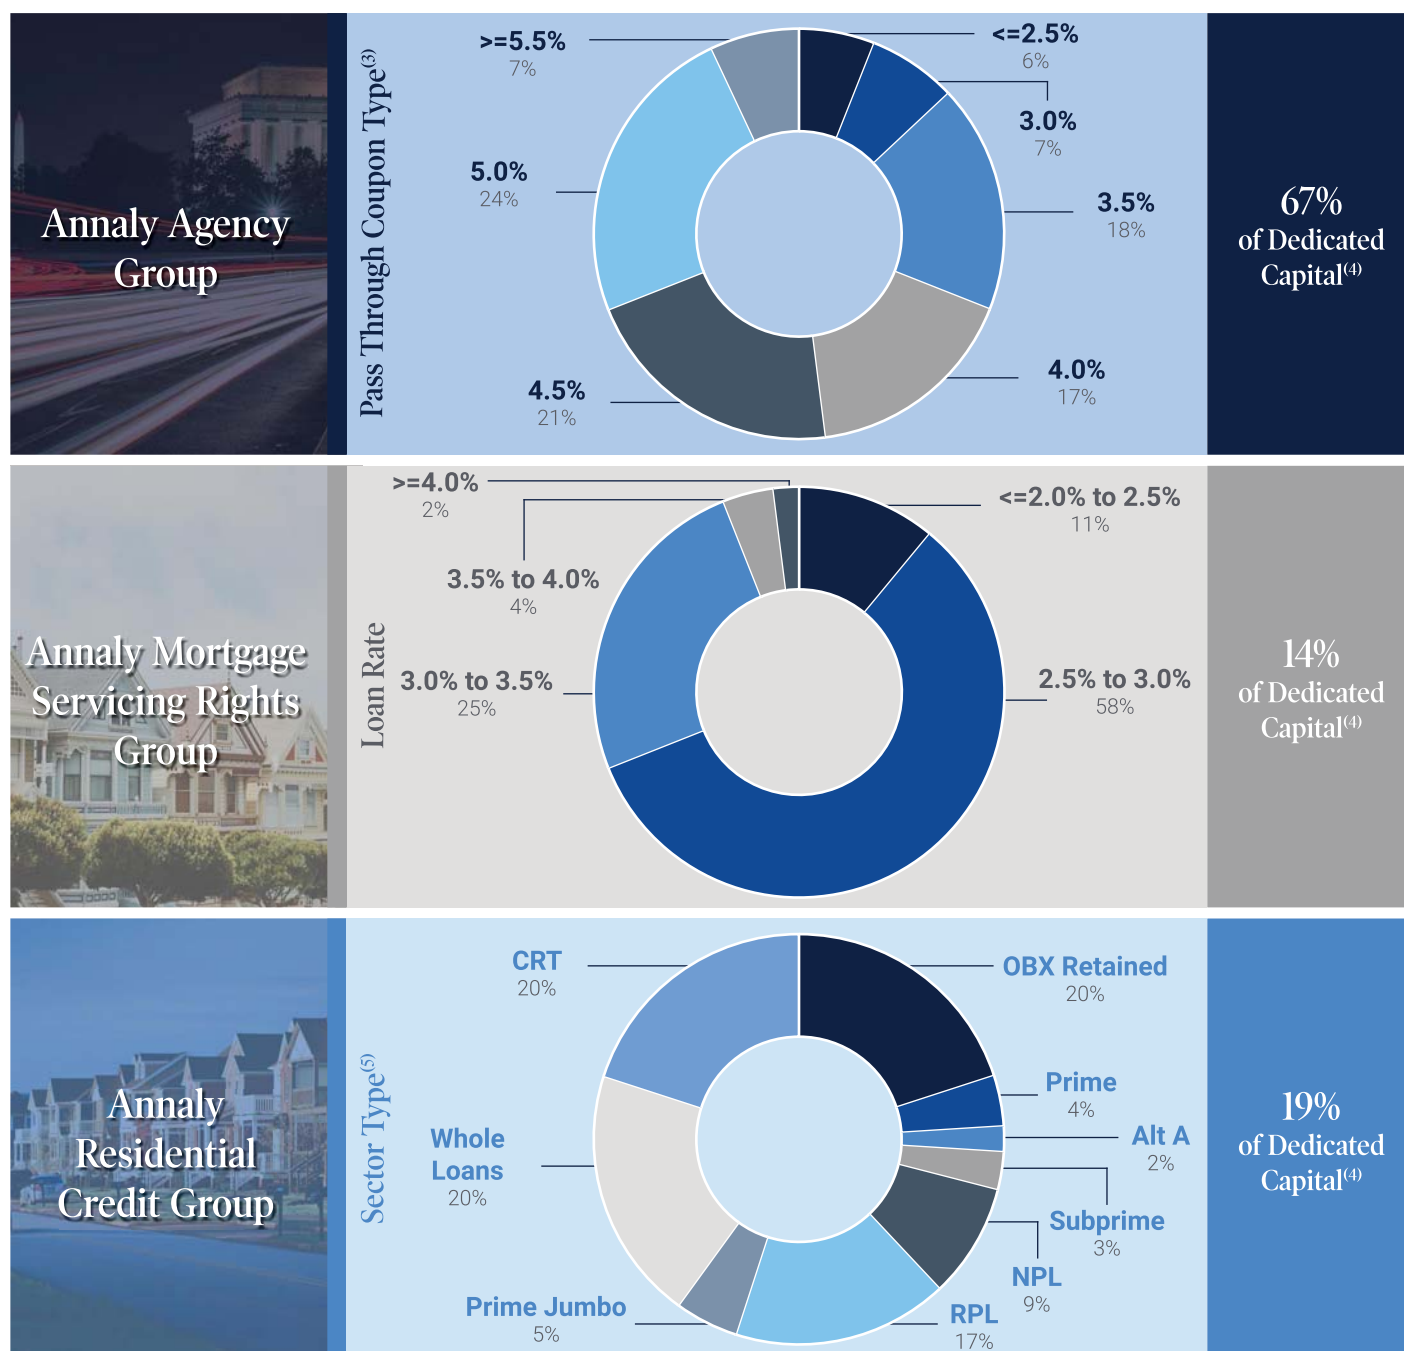 Annaly Agency
Group
Pass Through Coupon Type(3)
>=5.5%
7%
<=2.5%
6%
3.0%
7%
5.0%
24%
3.5%
18%
4.0%
17%
4.5%
21%
67%
of Dedicated
Capital(4)
Annaly Mortgage
Servicing Rights
Group
Loan Rate
>=4.0%
2%
<=2.0% to 2.5%
11%
3.5% to 4.0%
4%
3.0% to 3.5%
25%
2.5% to 3.0%
58%
14%
of Dedicated
Capital(4)
Annaly
Residential
Credit Group
Sector Type(5)
CRT
20%
OBX Retained
20%
Prime
4%
Alt A
2%
Whole
Loans
20%
Subprime
3%
NPL
9%
Prime Jumbo
5%
RPL
17%
19%
of Dedicated
Capital(4)